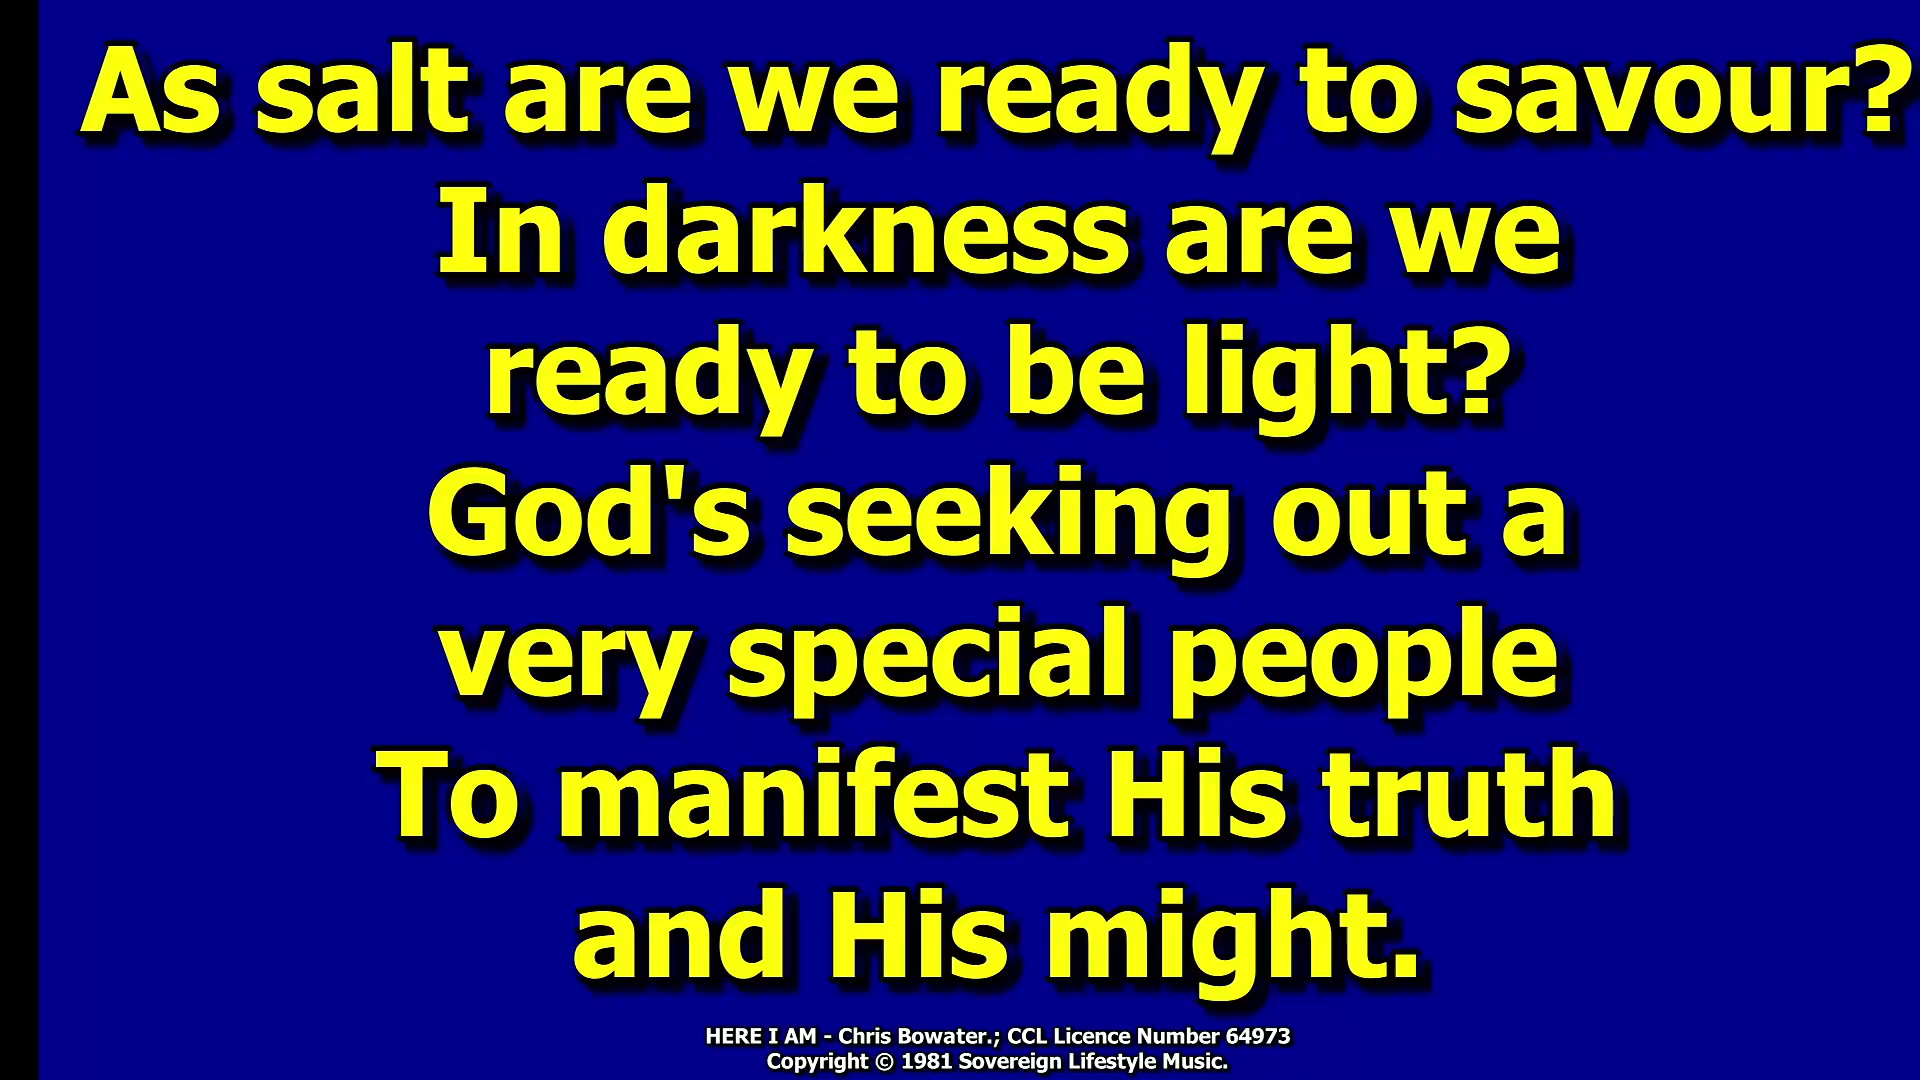 As salt are we ready to savour?
In darkness are we
ready to be light?
God's seeking out a
very special people
To manifest His truth
and His might.
HERE I AM - Chris Bowater.; CCL Licence Number 64973
Copyright © 1981 Sovereign Lifestyle Music.